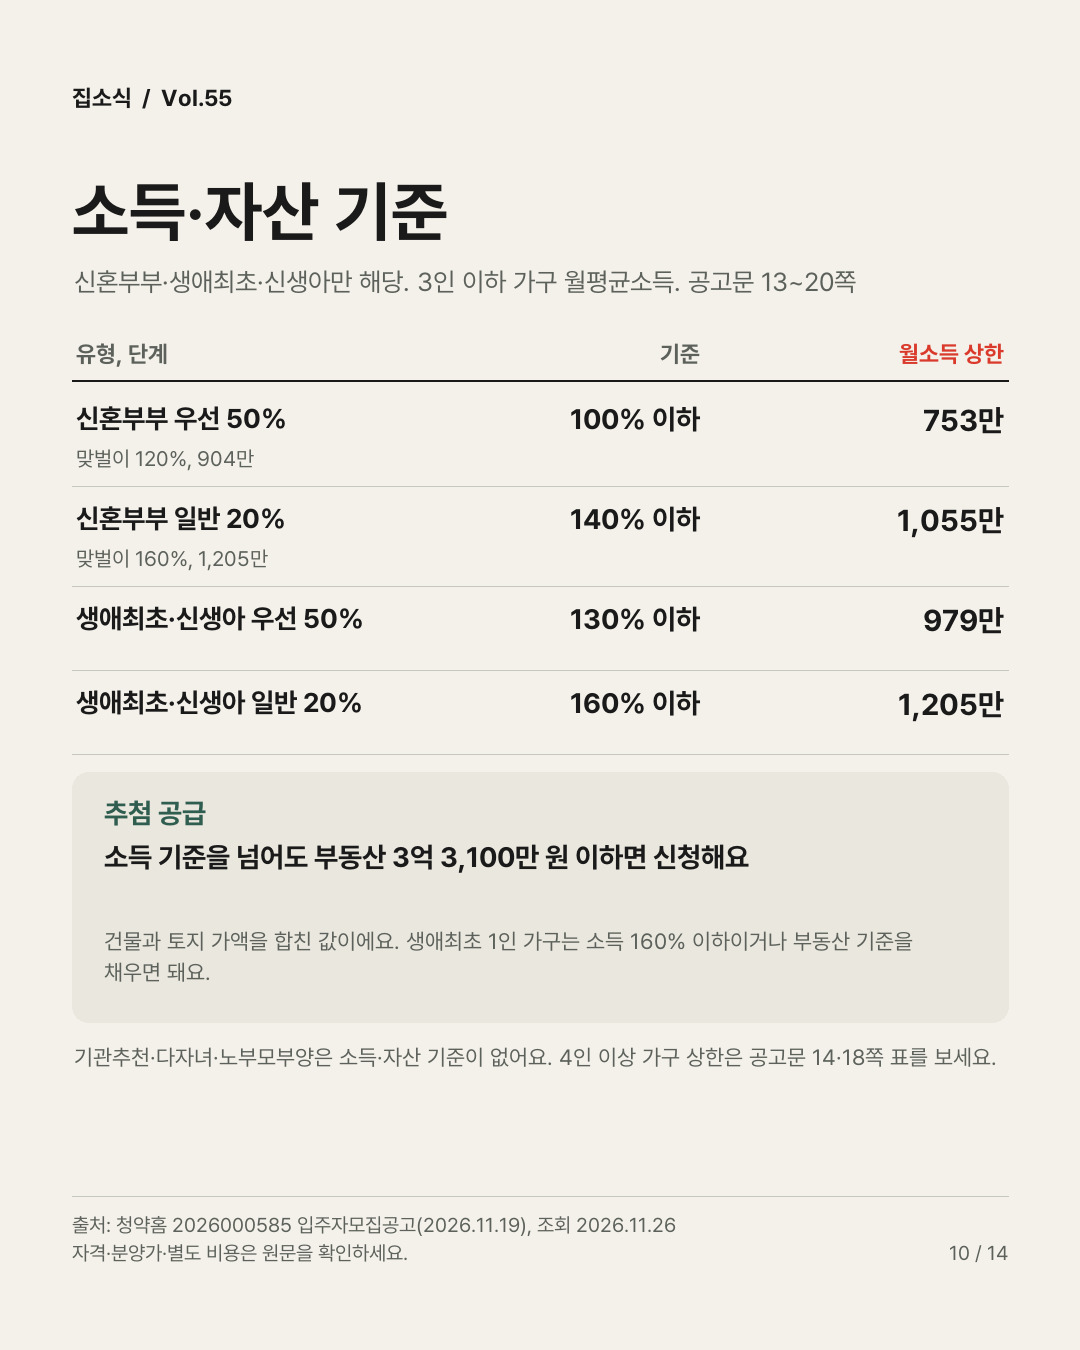 집소식 / Vol.55
소득·자산 기준
신혼부부·생애최초·신생아만 해당. 3인 이하 가구 월평균소득. 공고문 13~20쪽
유형, 단계 기준 월소득 상한
신혼부부 우선 50% 100% 이하 753만
맞벌이 120%, 904만
신혼부부 일반 20% 140% 이하 1,055만
맞벌이 160%, 1,205만
생애최초·신생아 우선 50% 130% 이하 979만
생애최초·신생아 일반 20% 160% 이하 1,205만
추첨 공급
소득 기준을 넘어도 부동산 3억 3,100만 원 이하면 신청해요
건물과 토지 가액을 합친 값이에요. 생애최초 1인 가구는 소득 160% 이하이거나 부동산 기준을
채우면 돼요.
기관추천·다자녀·노부모부양은 소득·자산 기준이 없어요. 4인 이상 가구 상한은 공고문 14·18쪽 표를 보세요.
출처: 청약홈 2026000585 입주자모집공고(2026.11.19), 조회 2026.11.26
자격·분양가·별도 비용은 원문을 확인하세요.
10 / 14